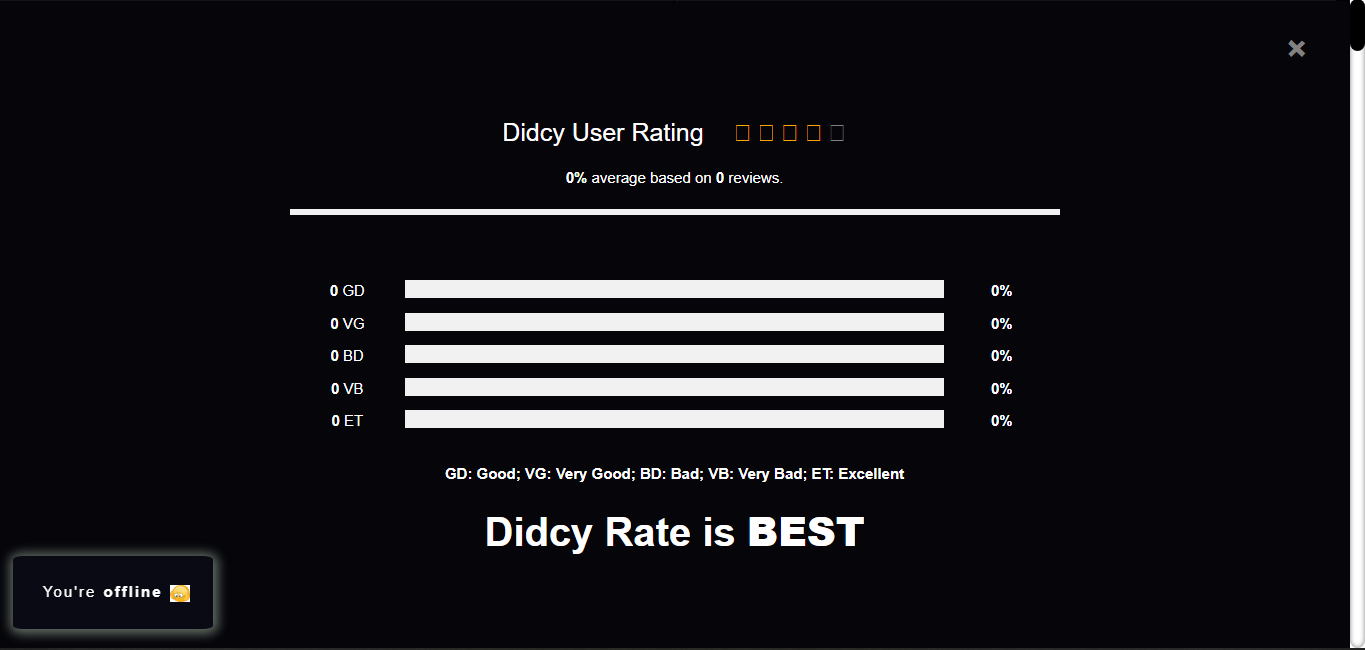 Didcy User Rating
0% average based on 0 reviews.
0 GD 0%
0 VG 0%
0 BD 0%
0 VB 0%
0 ET 0%
GD: Good; VG: Very Good; BD: Bad; VB: Very Bad; ET: Excellent
Didcy Rate is BEST
You're offline